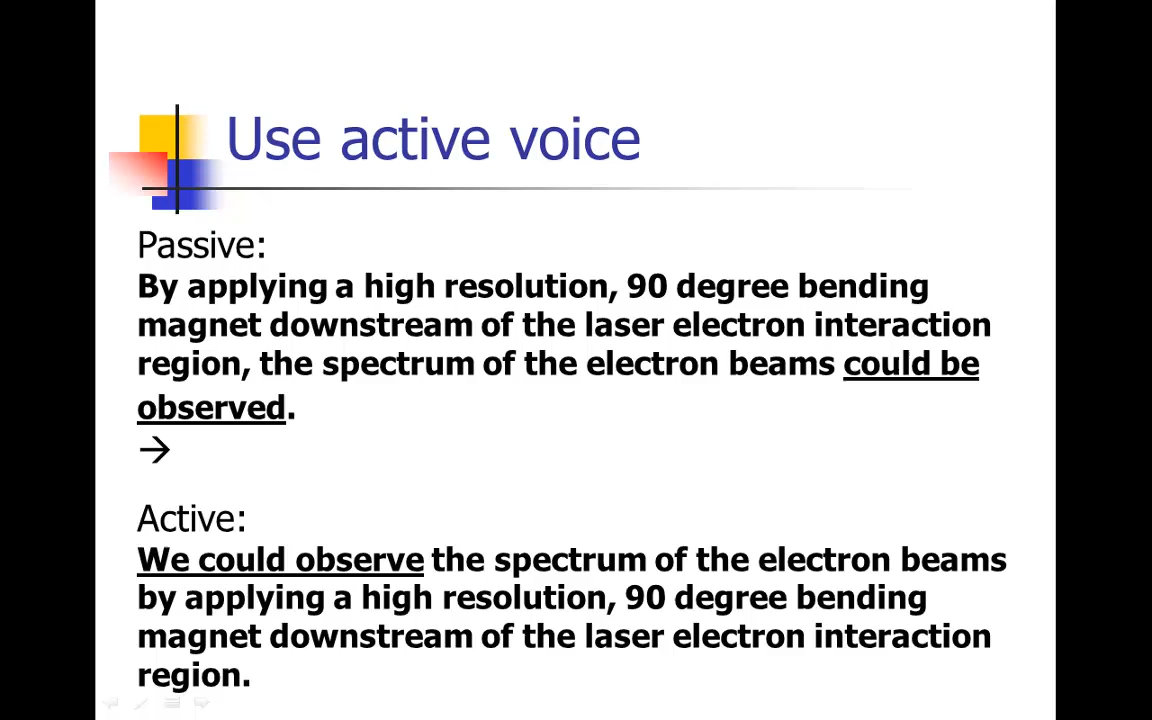 Use active voice
Passive:
By applying a high resolution, 90 degree bending
magnet downstream of the laser electron interaction
region, the spectrum of the electron beams could be
observed.
→
Active:
We could observe the spectrum of the electron beams
by applying a high resolution, 90 degree bending
magnet downstream of the laser electron interaction
region.